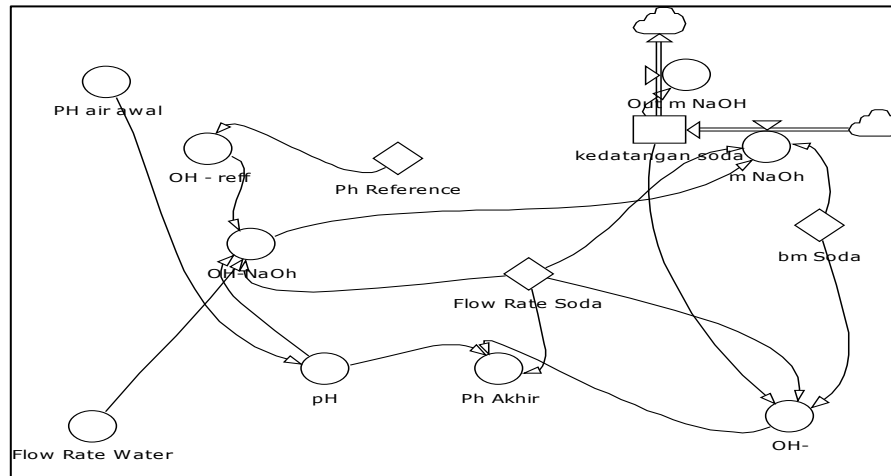 PH air awal
Out m NaOH
kedatangan soda
m NaOh
OH - reff
Ph Reference
bm Soda
OH-NaOh
Flow Rate Soda
pH
Ph Akhir
OH-
Flow Rate Water